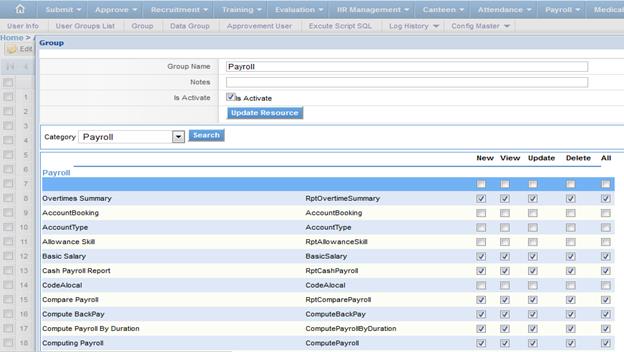 Submit Approve Recruitment Training Evaluation HR Management Canteen Attendance Payroll Medical
User Info User Groups List Group Data Group Approvement User Excute Script SQL Log History Config Master
Home >
Edit
Group
Group Name Payroll
Notes
Is Activate Is Activate
Update Resource
Category Payroll Search
New View Update Delete All
Payroll
1
2
3
4
5
6
7
8 Overtimes Summary RptOvertimeSummary
9 AccountBooking AccountBooking
10 AccountType AccountType
11 Allowance Skill RptAllowanceSkill
12 Basic Salary BasicSalary
13 Cash Payroll Report RptCashPayroll
14 CodeAlocal CodeAlocal
15 Compare Payroll RptComparePayroll
16 Compute BackPay ComputeBackPay
17 Compute Payroll By Duration ComputePayrollByDuration
18 Computing Payroll ComputePayroll